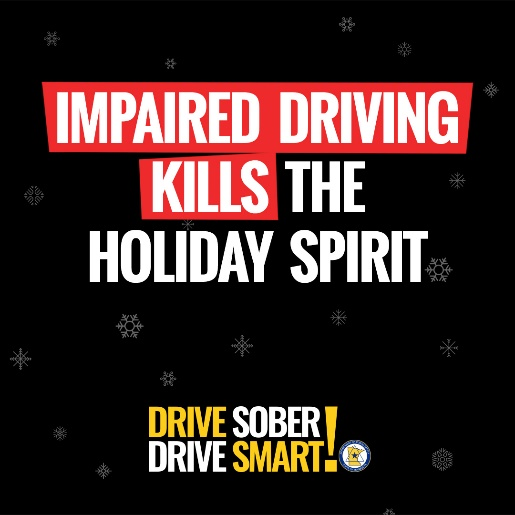 IMPAIRED DRIVING
KILLS THE
HOLIDAY SPIRIT
DRIVE SOBER
DRIVE SMART!